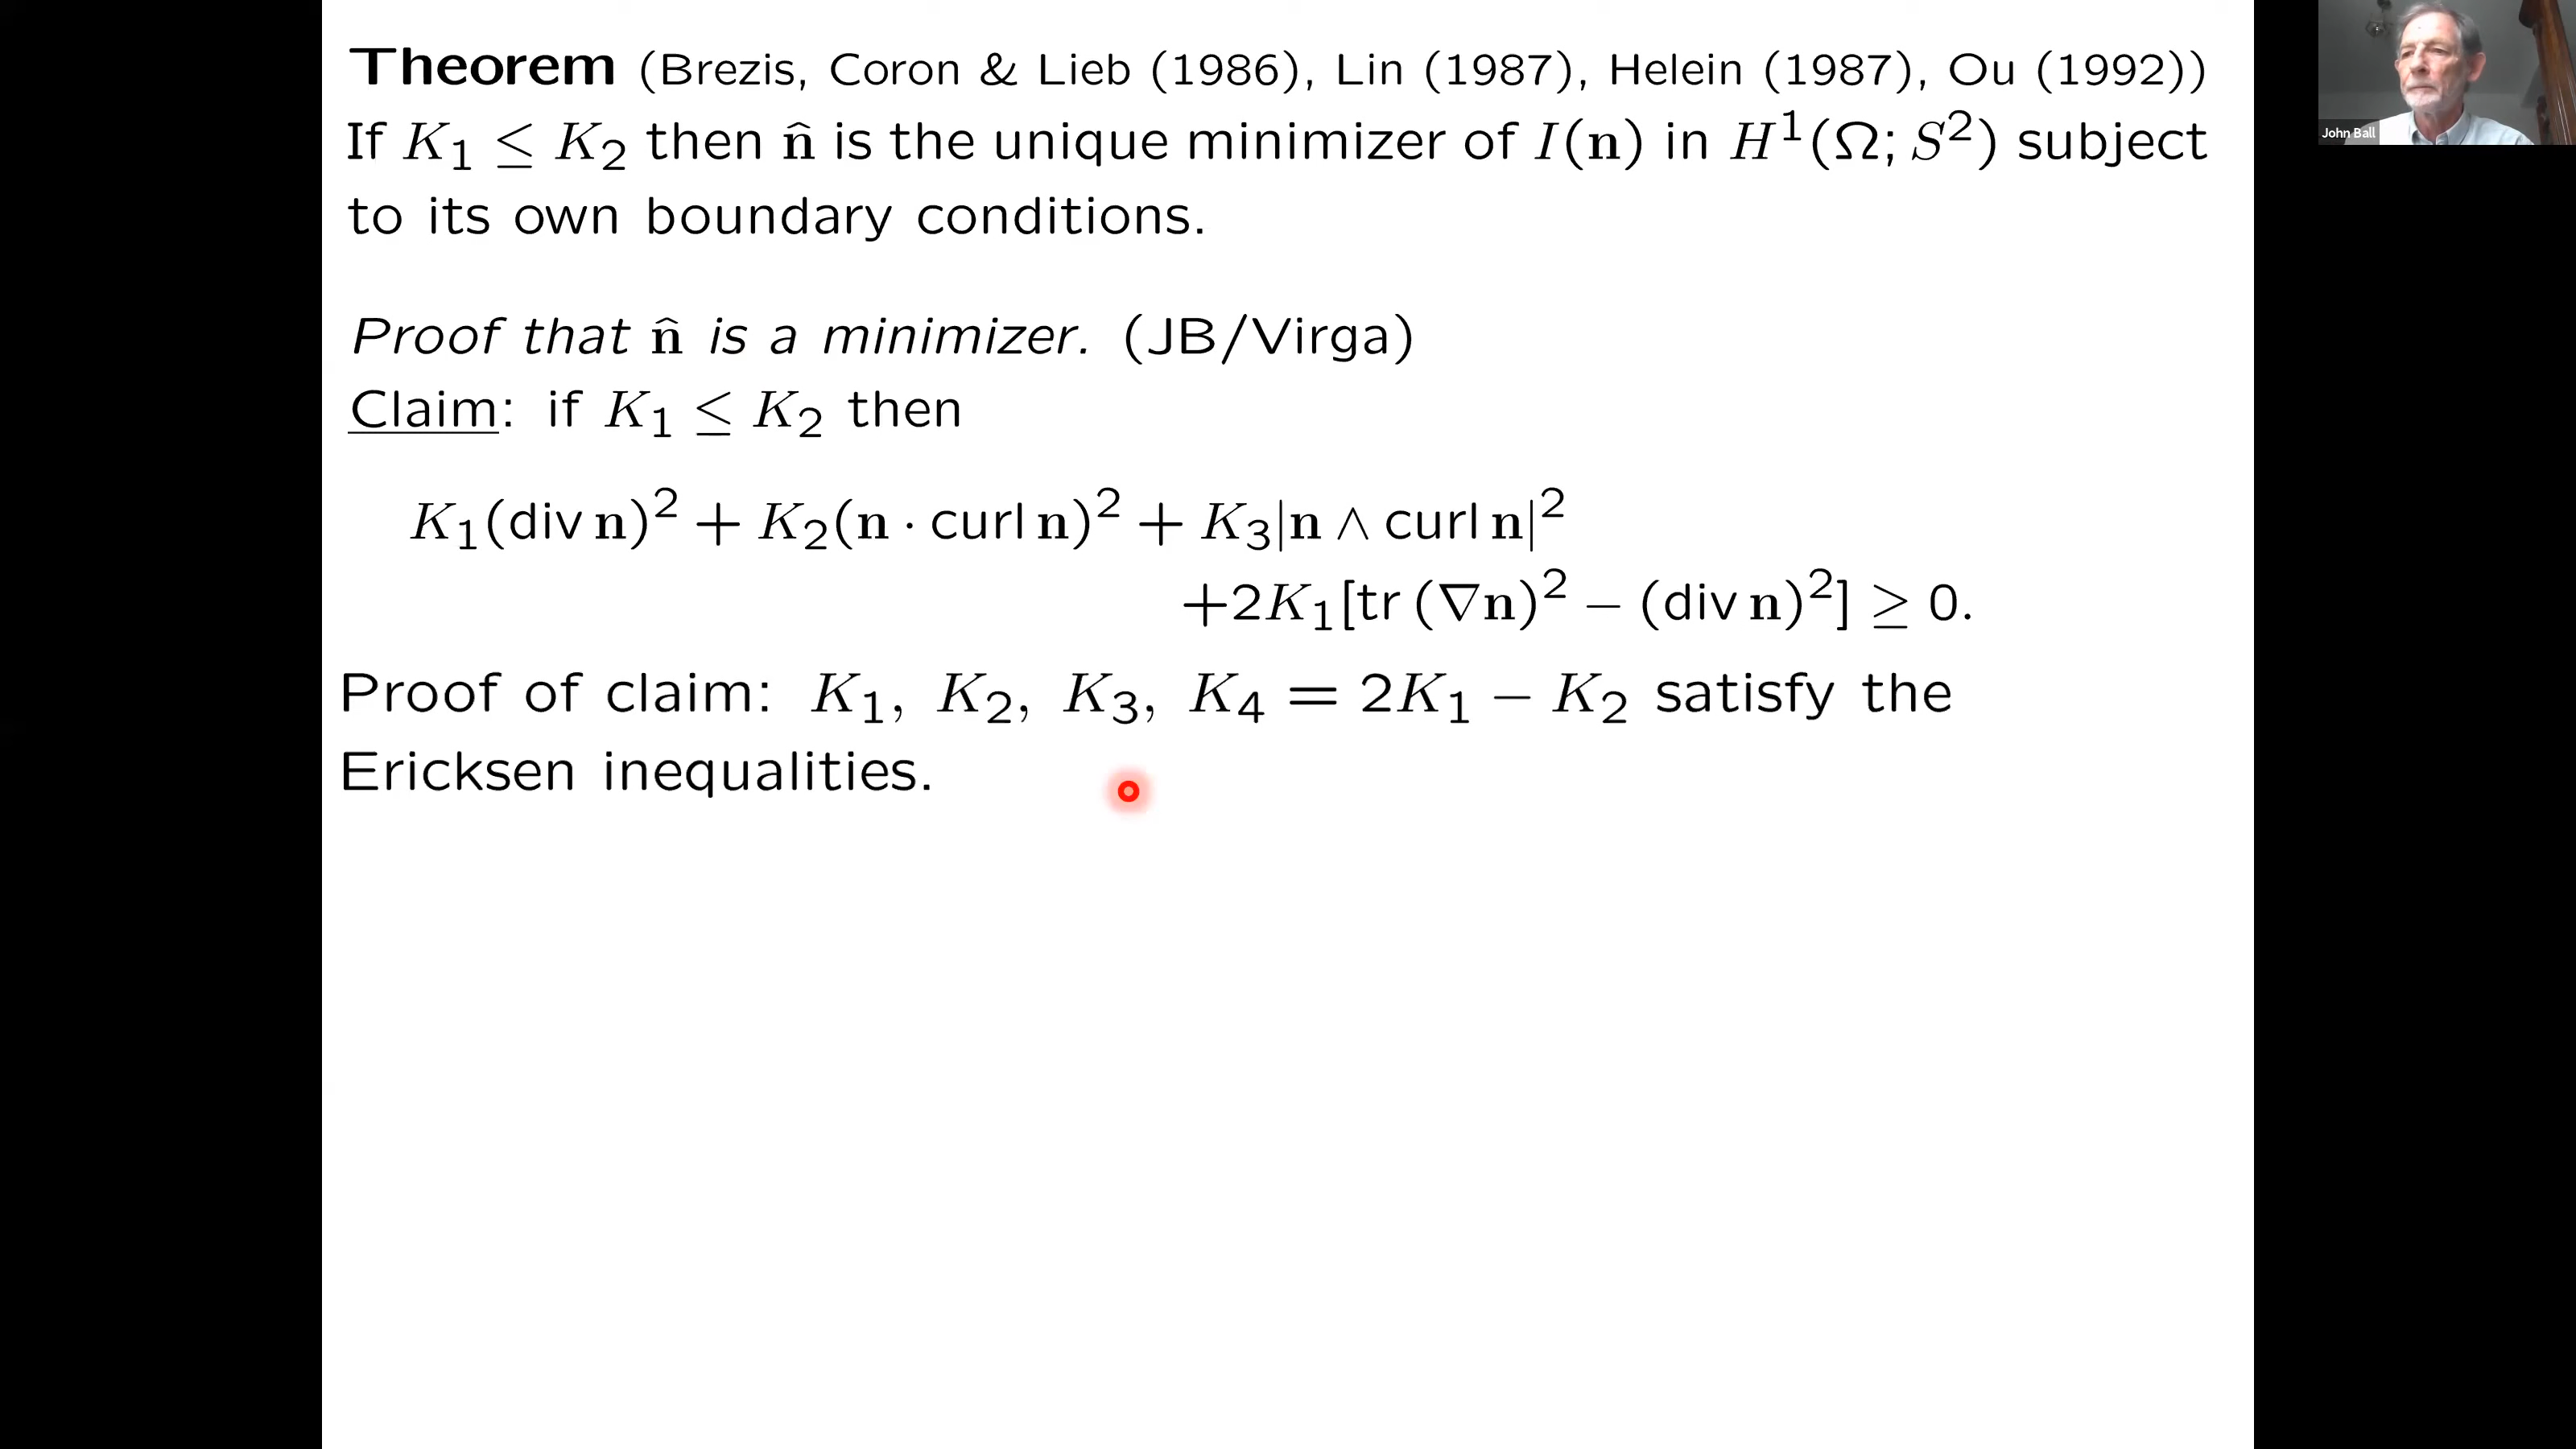 Theorem (Brezis, Coron & Lieb (1986), Lin (1987), Helein (1987), Ou (1992))
If K₁ ≤ K₂ then n̂ is the unique minimizer of I(n) in H¹(Ω; S²) subject
to its own boundary conditions.
Proof that n̂ is a minimizer. (JB/Virga)
Claim: if K₁ ≤ K₂ then
K₁(div n)² + K₂(n · curl n)² + K₃|n ∧ curl n|²
+2K₁[tr (∇n)² − (div n)²] ≥ 0.
Proof of claim: K₁, K₂, K₃, K₄ = 2K₁ − K₂ satisfy the
Ericksen inequalities.
John Ball